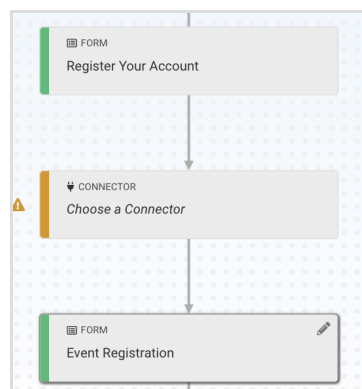 FORM
Register Your Account
CONNECTOR
Choose a Connector
FORM
Event Registration